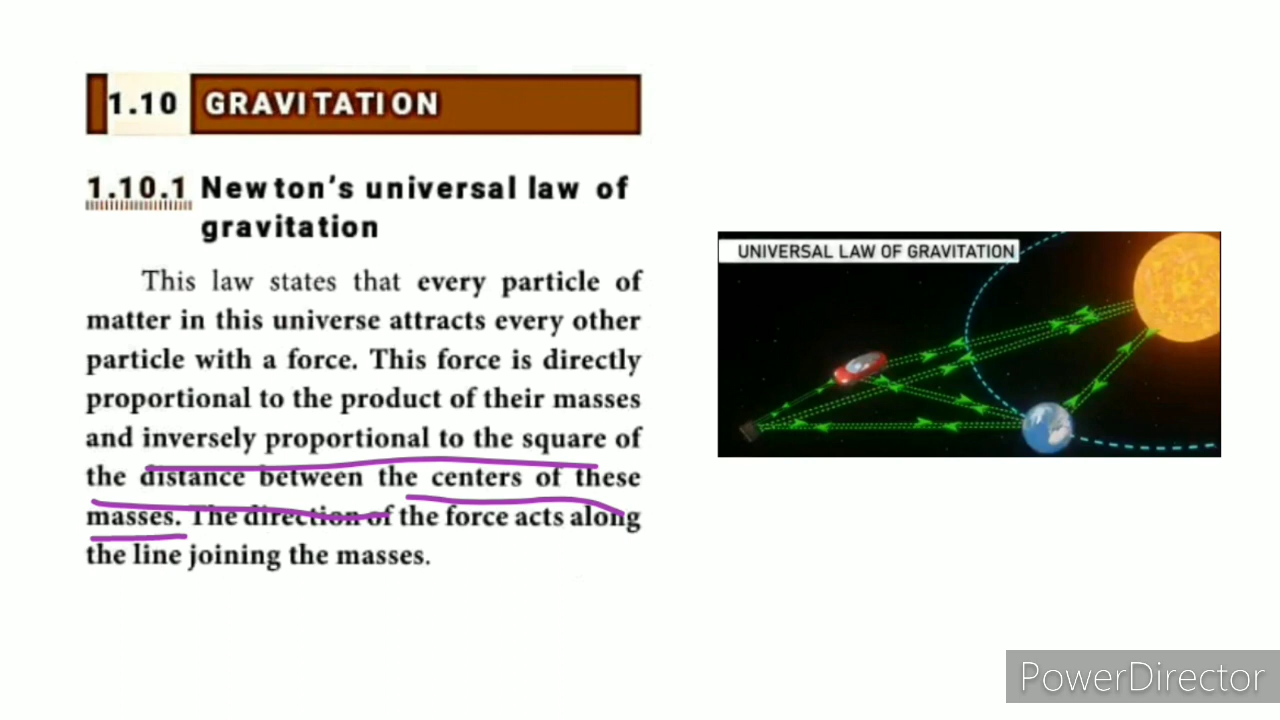 1.10 GRAVITATION
1.10.1 Newton's universal law of
gravitation
This law states that every particle of
matter in this universe attracts every other
particle with a force. This force is directly
proportional to the product of their masses
and inversely proportional to the square of
the distance between the centers of these
masses. The direction of the force acts along
the line joining the masses.
UNIVERSAL LAW OF GRAVITATION
PowerDirector